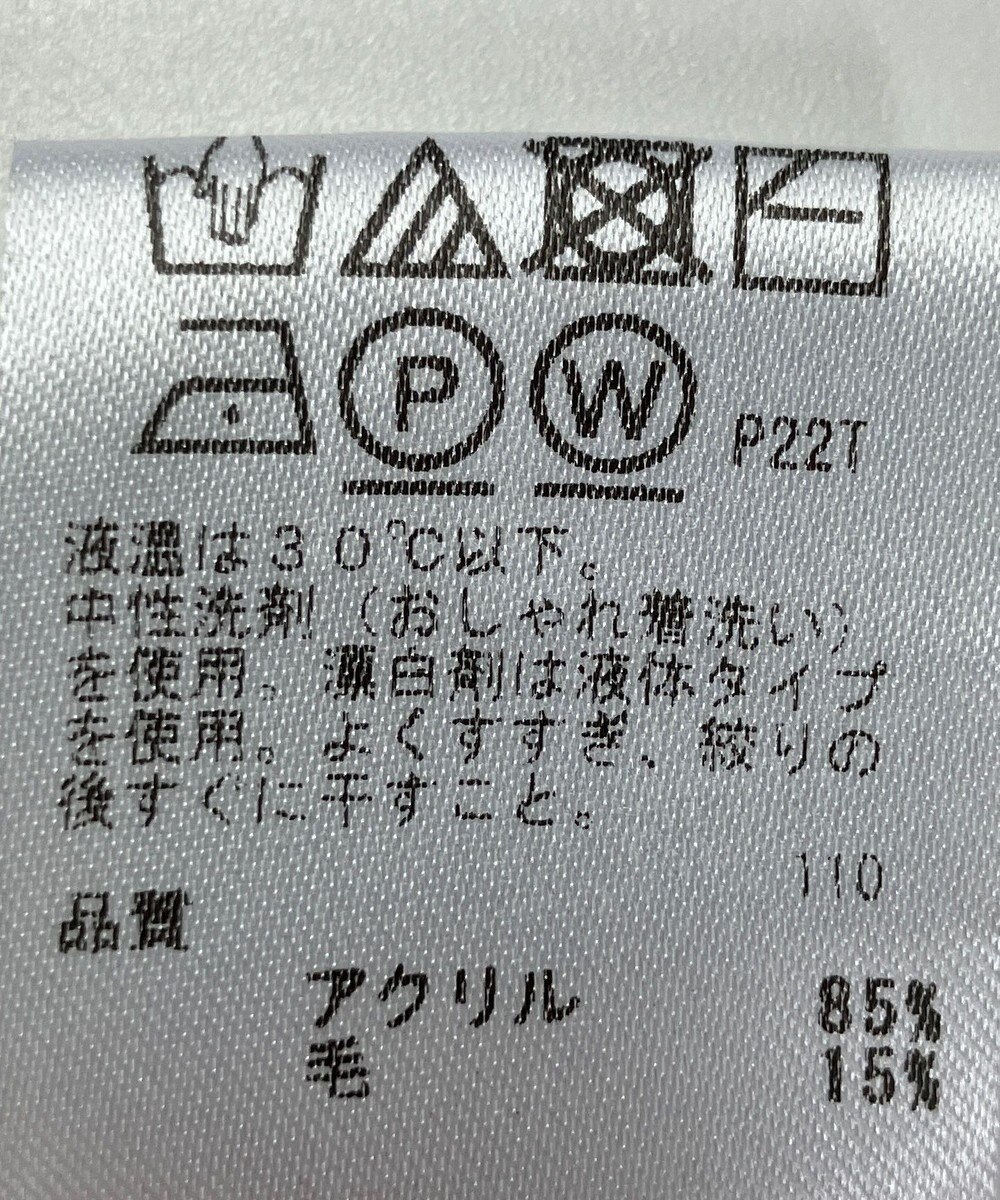 P
W
P22T
液温は30℃以下。
中性洗剤（おしゃれ着洗い）
を使用。漂白剤は液体タイプ
を使用。よくすすぎ、絞りの
後すぐに干すこと。
110
品質
アクリル 85%
毛 15%